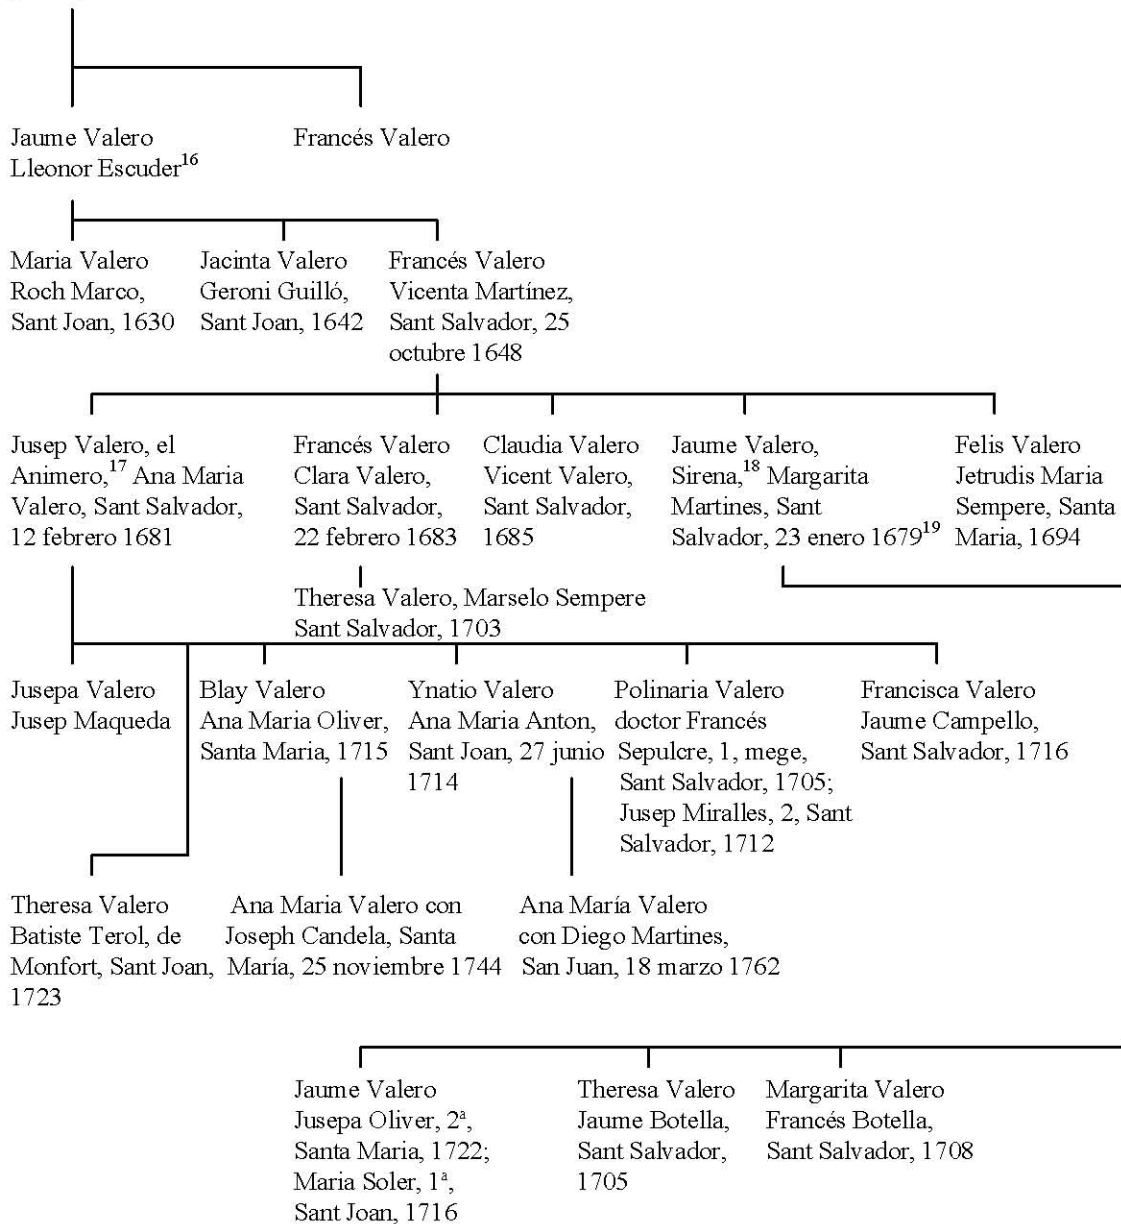 Jaume Valero
Lleonor Escuder16
Francés Valero
Maria Valero
Roch Marco,
Sant Joan, 1630
Jacinta Valero
Geroni Guilló,
Sant Joan, 1642
Francés Valero
Vicenta Martínez,
Sant Salvador, 25
octubre 1648
Jusep Valero, el
Animero,17 Ana Maria
Valero, Sant Salvador,
12 febrero 1681
Francés Valero
Clara Valero,
Sant Salvador,
22 febrero 1683
Claudia Valero
Vicent Valero,
Sant Salvador,
1685
Jaume Valero,
Sirena,18 Margarita
Martines, Sant
Salvador, 23 enero 167919
Felis Valero
Jetrudis Maria
Sempere, Santa
Maria, 1694
Theresa Valero, Marselo Sempere
Sant Salvador, 1703
Jusepa Valero
Jusep Maqueda
Blay Valero
Ana Maria Oliver,
Santa Maria, 1715
Ynatio Valero
Ana Maria Anton,
Sant Joan, 27 junio
1714
Polinaria Valero
doctor Francés
Sepulcre, 1, mege,
Sant Salvador, 1705;
Jusep Miralles, 2, Sant
Salvador, 1712
Francisca Valero
Jaume Campello,
Sant Salvador, 1716
Theresa Valero
Batiste Terol, de
Monfort, Sant Joan,
1723
Ana Maria Valero con
Joseph Candela, Santa
María, 25 noviembre 1744
Ana María Valero
con Diego Martines,
San Juan, 18 marzo 1762
Jaume Valero
Jusepa Oliver, 2ª,
Santa Maria, 1722;
Maria Soler, 1ª,
Sant Joan, 1716
Theresa Valero
Jaume Botella,
Sant Salvador,
1705
Margarita Valero
Francés Botella,
Sant Salvador, 1708